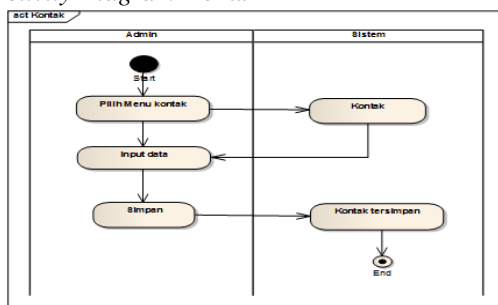 act Kontak
Admin
Sistem
Start
Pilih Menu kontak
Kontak
Input data
Simpan
Kontak tersimpan
End